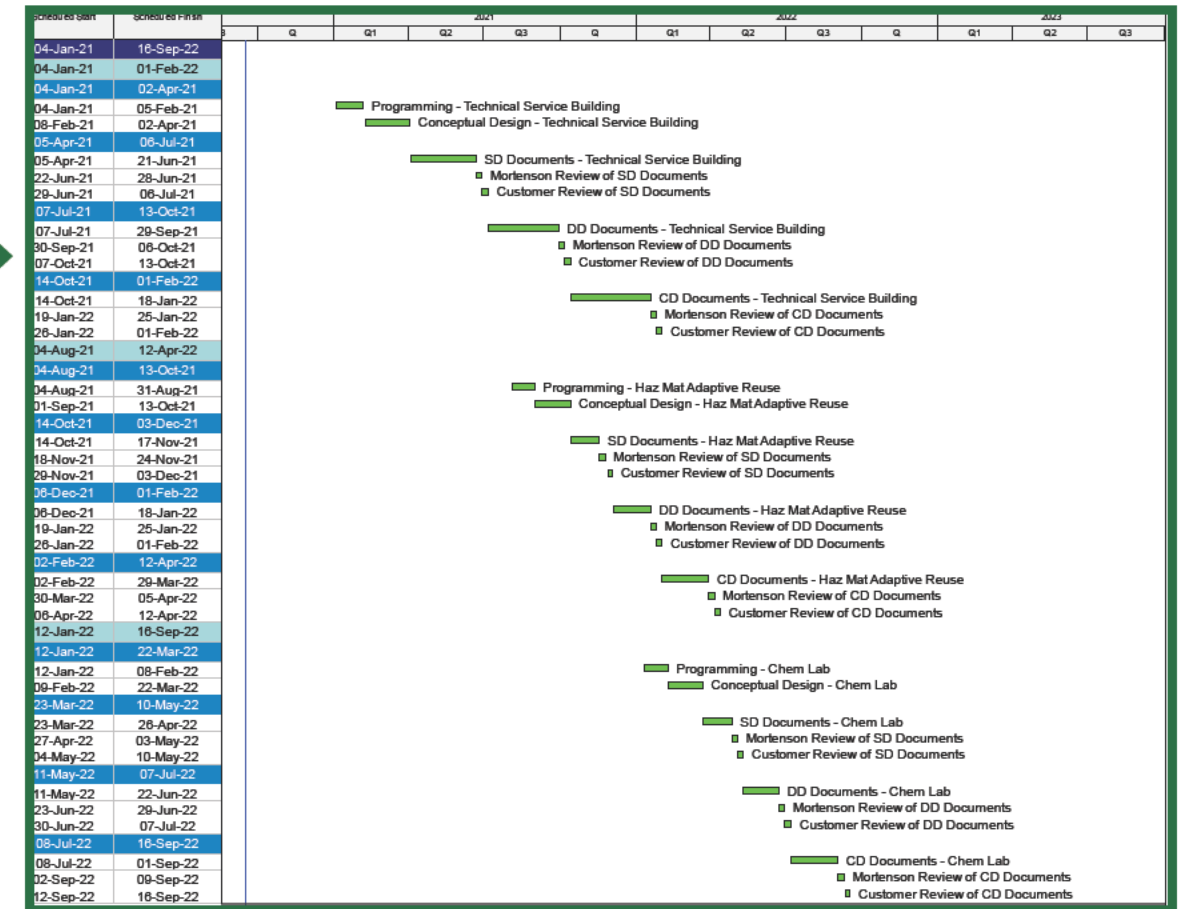 Scheduled Start Scheduled Finish 2021 2022 2023
Q Q1 Q2 Q3 Q Q1 Q2 Q3 Q Q1 Q2 Q3
04-Jan-21 16-Sep-22
04-Jan-21 01-Feb-22
04-Jan-21 02-Apr-21
04-Jan-21 05-Feb-21 Programming - Technical Service Building
08-Feb-21 02-Apr-21 Conceptual Design - Technical Service Building
05-Apr-21 06-Jul-21
05-Apr-21 21-Jun-21 SD Documents - Technical Service Building
22-Jun-21 28-Jun-21 Mortenson Review of SD Documents
29-Jun-21 06-Jul-21 Customer Review of SD Documents
07-Jul-21 13-Oct-21
07-Jul-21 29-Sep-21 DD Documents - Technical Service Building
30-Sep-21 06-Oct-21 Mortenson Review of DD Documents
07-Oct-21 13-Oct-21 Customer Review of DD Documents
14-Oct-21 01-Feb-22
14-Oct-21 18-Jan-22 CD Documents - Technical Service Building
19-Jan-22 25-Jan-22 Mortenson Review of CD Documents
26-Jan-22 01-Feb-22 Customer Review of CD Documents
04-Aug-21 12-Apr-22
04-Aug-21 13-Oct-21
04-Aug-21 31-Aug-21 Programming - Haz Mat Adaptive Reuse
01-Sep-21 13-Oct-21 Conceptual Design - Haz Mat Adaptive Reuse
14-Oct-21 03-Dec-21
14-Oct-21 17-Nov-21 SD Documents - Haz Mat Adaptive Reuse
18-Nov-21 24-Nov-21 Mortenson Review of SD Documents
29-Nov-21 03-Dec-21 Customer Review of SD Documents
06-Dec-21 01-Feb-22
06-Dec-21 18-Jan-22 DD Documents - Haz Mat Adaptive Reuse
19-Jan-22 25-Jan-22 Mortenson Review of DD Documents
26-Jan-22 01-Feb-22 Customer Review of DD Documents
02-Feb-22 12-Apr-22
02-Feb-22 29-Mar-22 CD Documents - Haz Mat Adaptive Reuse
30-Mar-22 05-Apr-22 Mortenson Review of CD Documents
06-Apr-22 12-Apr-22 Customer Review of CD Documents
12-Jan-22 16-Sep-22
12-Jan-22 22-Mar-22
12-Jan-22 08-Feb-22 Programming - Chem Lab
09-Feb-22 22-Mar-22 Conceptual Design - Chem Lab
23-Mar-22 10-May-22
23-Mar-22 26-Apr-22 SD Documents - Chem Lab
27-Apr-22 03-May-22 Mortenson Review of SD Documents
04-May-22 10-May-22 Customer Review of SD Documents
11-May-22 07-Jul-22
11-May-22 22-Jun-22 DD Documents - Chem Lab
23-Jun-22 29-Jun-22 Mortenson Review of DD Documents
30-Jun-22 07-Jul-22 Customer Review of DD Documents
08-Jul-22 16-Sep-22
08-Jul-22 01-Sep-22 CD Documents - Chem Lab
02-Sep-22 09-Sep-22 Mortenson Review of CD Documents
12-Sep-22 16-Sep-22 Customer Review of CD Documents